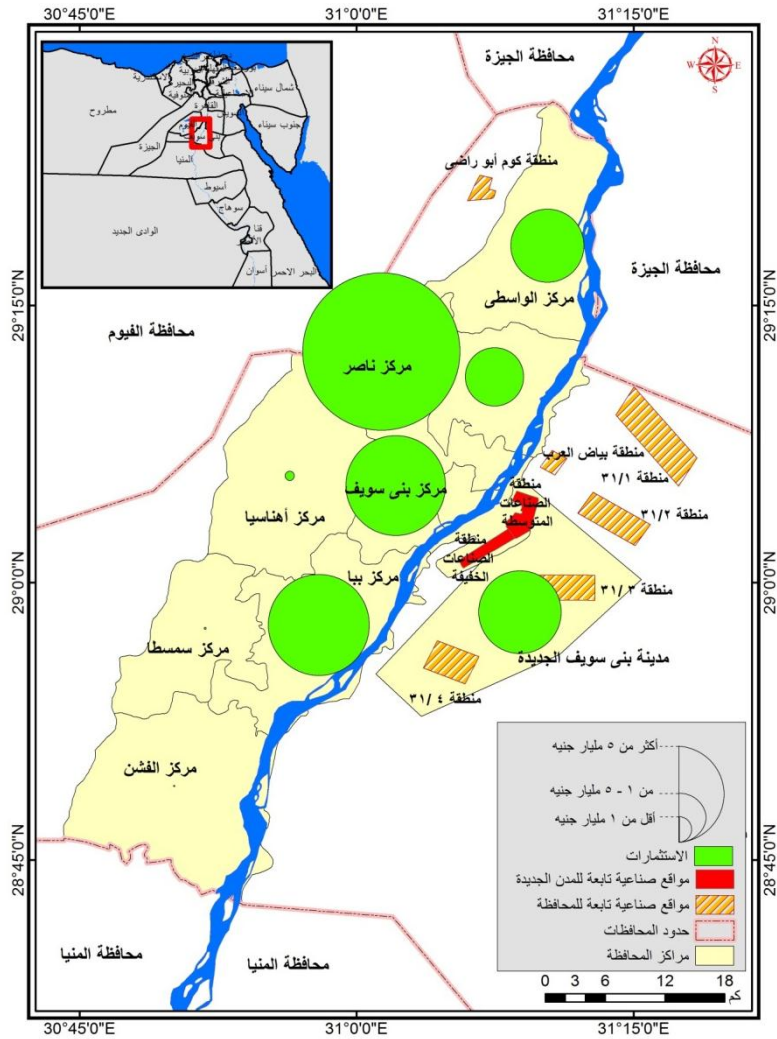 30°45'0"E
31°0'0"E
31°15'0"E
محافظة الجيزة
N
W
E
S
شمال سيناء
مطروح
القاهرة
السويس
جنوب سيناء
الفيوم
بنى سويف
الجيزة
المنيا
أسيوط
سوهاج
قنا
الوادى الجديد
أسوان
البحر الاحمر
منطقة كوم أبو راضى
محافظة الجيزة
مركز الواسطى
29°15'0"N
29°15'0"N
محافظة الفيوم
مركز ناصر
منطقة بياض العرب
منطقة ٣١/١
مركز بنى سويف
منطقة
الصناعات
المتوسطة
منطقة ٣١/٢
مركز أهناسيا
منطقة
الصناعات
الخفيفة
مركز ببا
29°0'0"N
29°0'0"N
منطقة ٣١/٣
مركز سمسطا
مدينة بنى سويف الجديدة
منطقة ٣١/٤
مركز الفشن
أكثر من ٥ مليار جنيه
من ١ - ٥ مليار جنيه
أقل من ١ مليار جنيه
الاستثمارات
مواقع صناعية تابعة للمدن الجديدة
مواقع صناعية تابعة للمحافظة
حدود المحافظات
مراكز المحافظة
28°45'0"N
28°45'0"N
محافظة المنيا
محافظة المنيا
0 3 6 12 18
كم
30°45'0"E
31°0'0"E
31°15'0"E